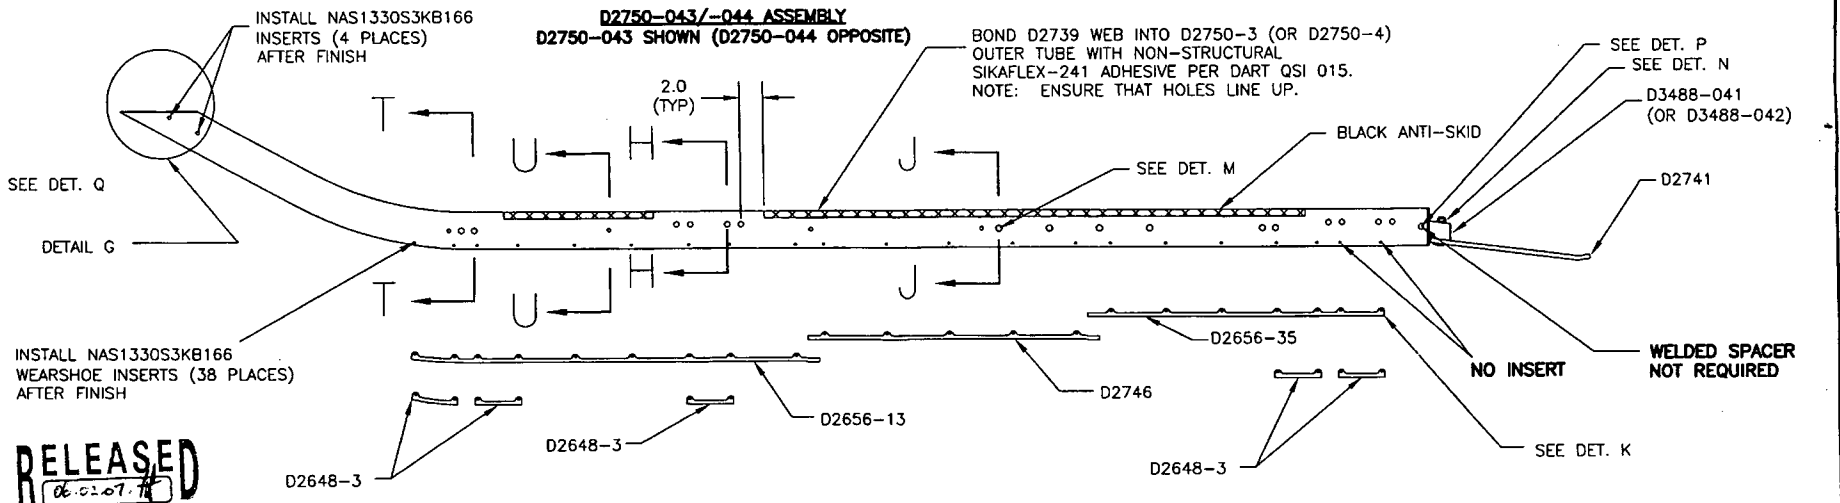 D2750-043/-044 ASSEMBLY
D2750-043 SHOWN (D2750-044 OPPOSITE)
INSTALL NAS1330S3KB166
INSERTS (4 PLACES)
AFTER FINISH
BOND D2739 WEB INTO D2750-3 (OR D2750-4)
OUTER TUBE WITH NON-STRUCTURAL
SIKAFLEX-241 ADHESIVE PER DART QSI 015.
NOTE: ENSURE THAT HOLES LINE UP.
SEE DET. P
SEE DET. N
D3488-041
(OR D3488-042)
2.0
(TYP)
T
U
H
J
BLACK ANTI-SKID
SEE DET. M
D2741
SEE DET. Q
DETAIL G
T
U
H
J
INSTALL NAS1330S3KB166
WEARSHOE INSERTS (38 PLACES)
AFTER FINISH
D2656-35
NO INSERT
WELDED SPACER
NOT REQUIRED
D2746
D2656-13
D2648-3
D2648-3
D2648-3
SEE DET. K
RELEASED